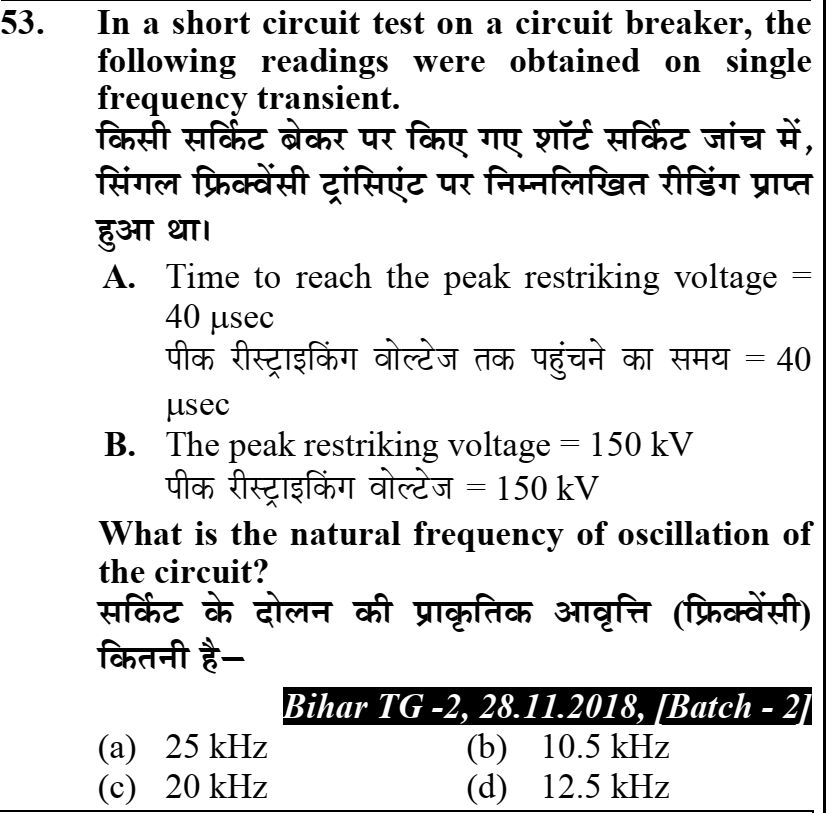 53. In a short circuit test on a circuit breaker, the
following readings were obtained on single
frequency transient.
किसी सर्किट ब्रेकर पर किए गए शॉर्ट सर्किट जांच में,
सिंगल फ्रिक्वेंसी ट्रांसिएंट पर निम्नलिखित रीडिंग प्राप्त
हुआ था।
A. Time to reach the peak restriking voltage =
40 μsec
पीक रीस्ट्राइकिंग वोल्टेज तक पहुंचने का समय = 40
μsec
B. The peak restriking voltage = 150 kV
पीक रीस्ट्राइकिंग वोल्टेज = 150 kV
What is the natural frequency of oscillation of
the circuit?
सर्किट के दोलन की प्राकृतिक आवृत्ति (फ्रिक्वेंसी)
कितनी है–
Bihar TG -2, 28.11.2018, [Batch - 2]
(a) 25 kHz (b) 10.5 kHz
(c) 20 kHz (d) 12.5 kHz